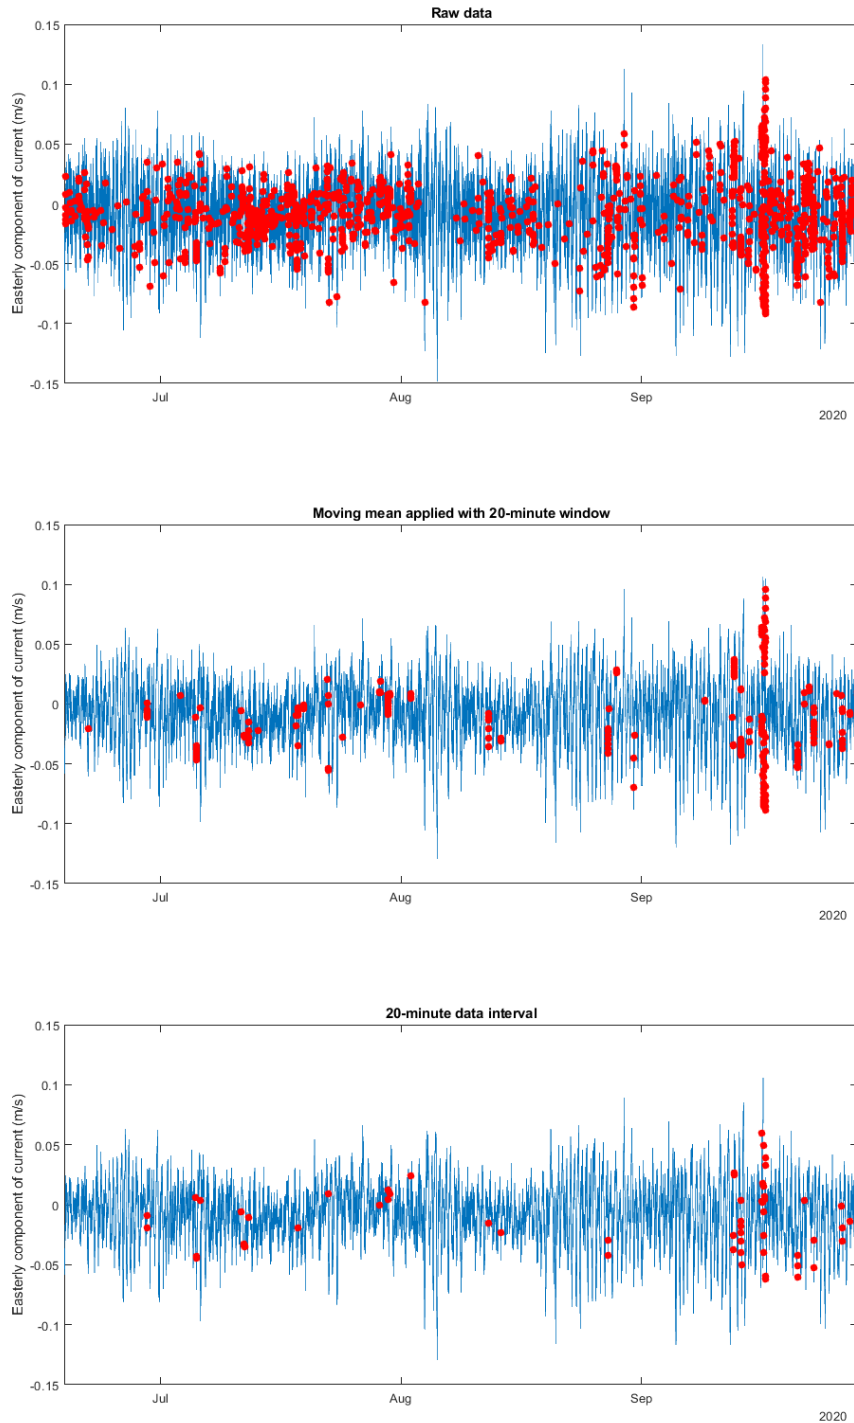 Raw data
0.15
0.1
0.05
0
-0.05
-0.1
-0.15
Easterly component of current (m/s)
Jul Aug Sep
2020
Moving mean applied with 20-minute window
0.15
0.1
0.05
0
-0.05
-0.1
-0.15
Easterly component of current (m/s)
Jul Aug Sep
2020
20-minute data interval
0.15
0.1
0.05
0
-0.05
-0.1
-0.15
Easterly component of current (m/s)
Jul Aug Sep
2020